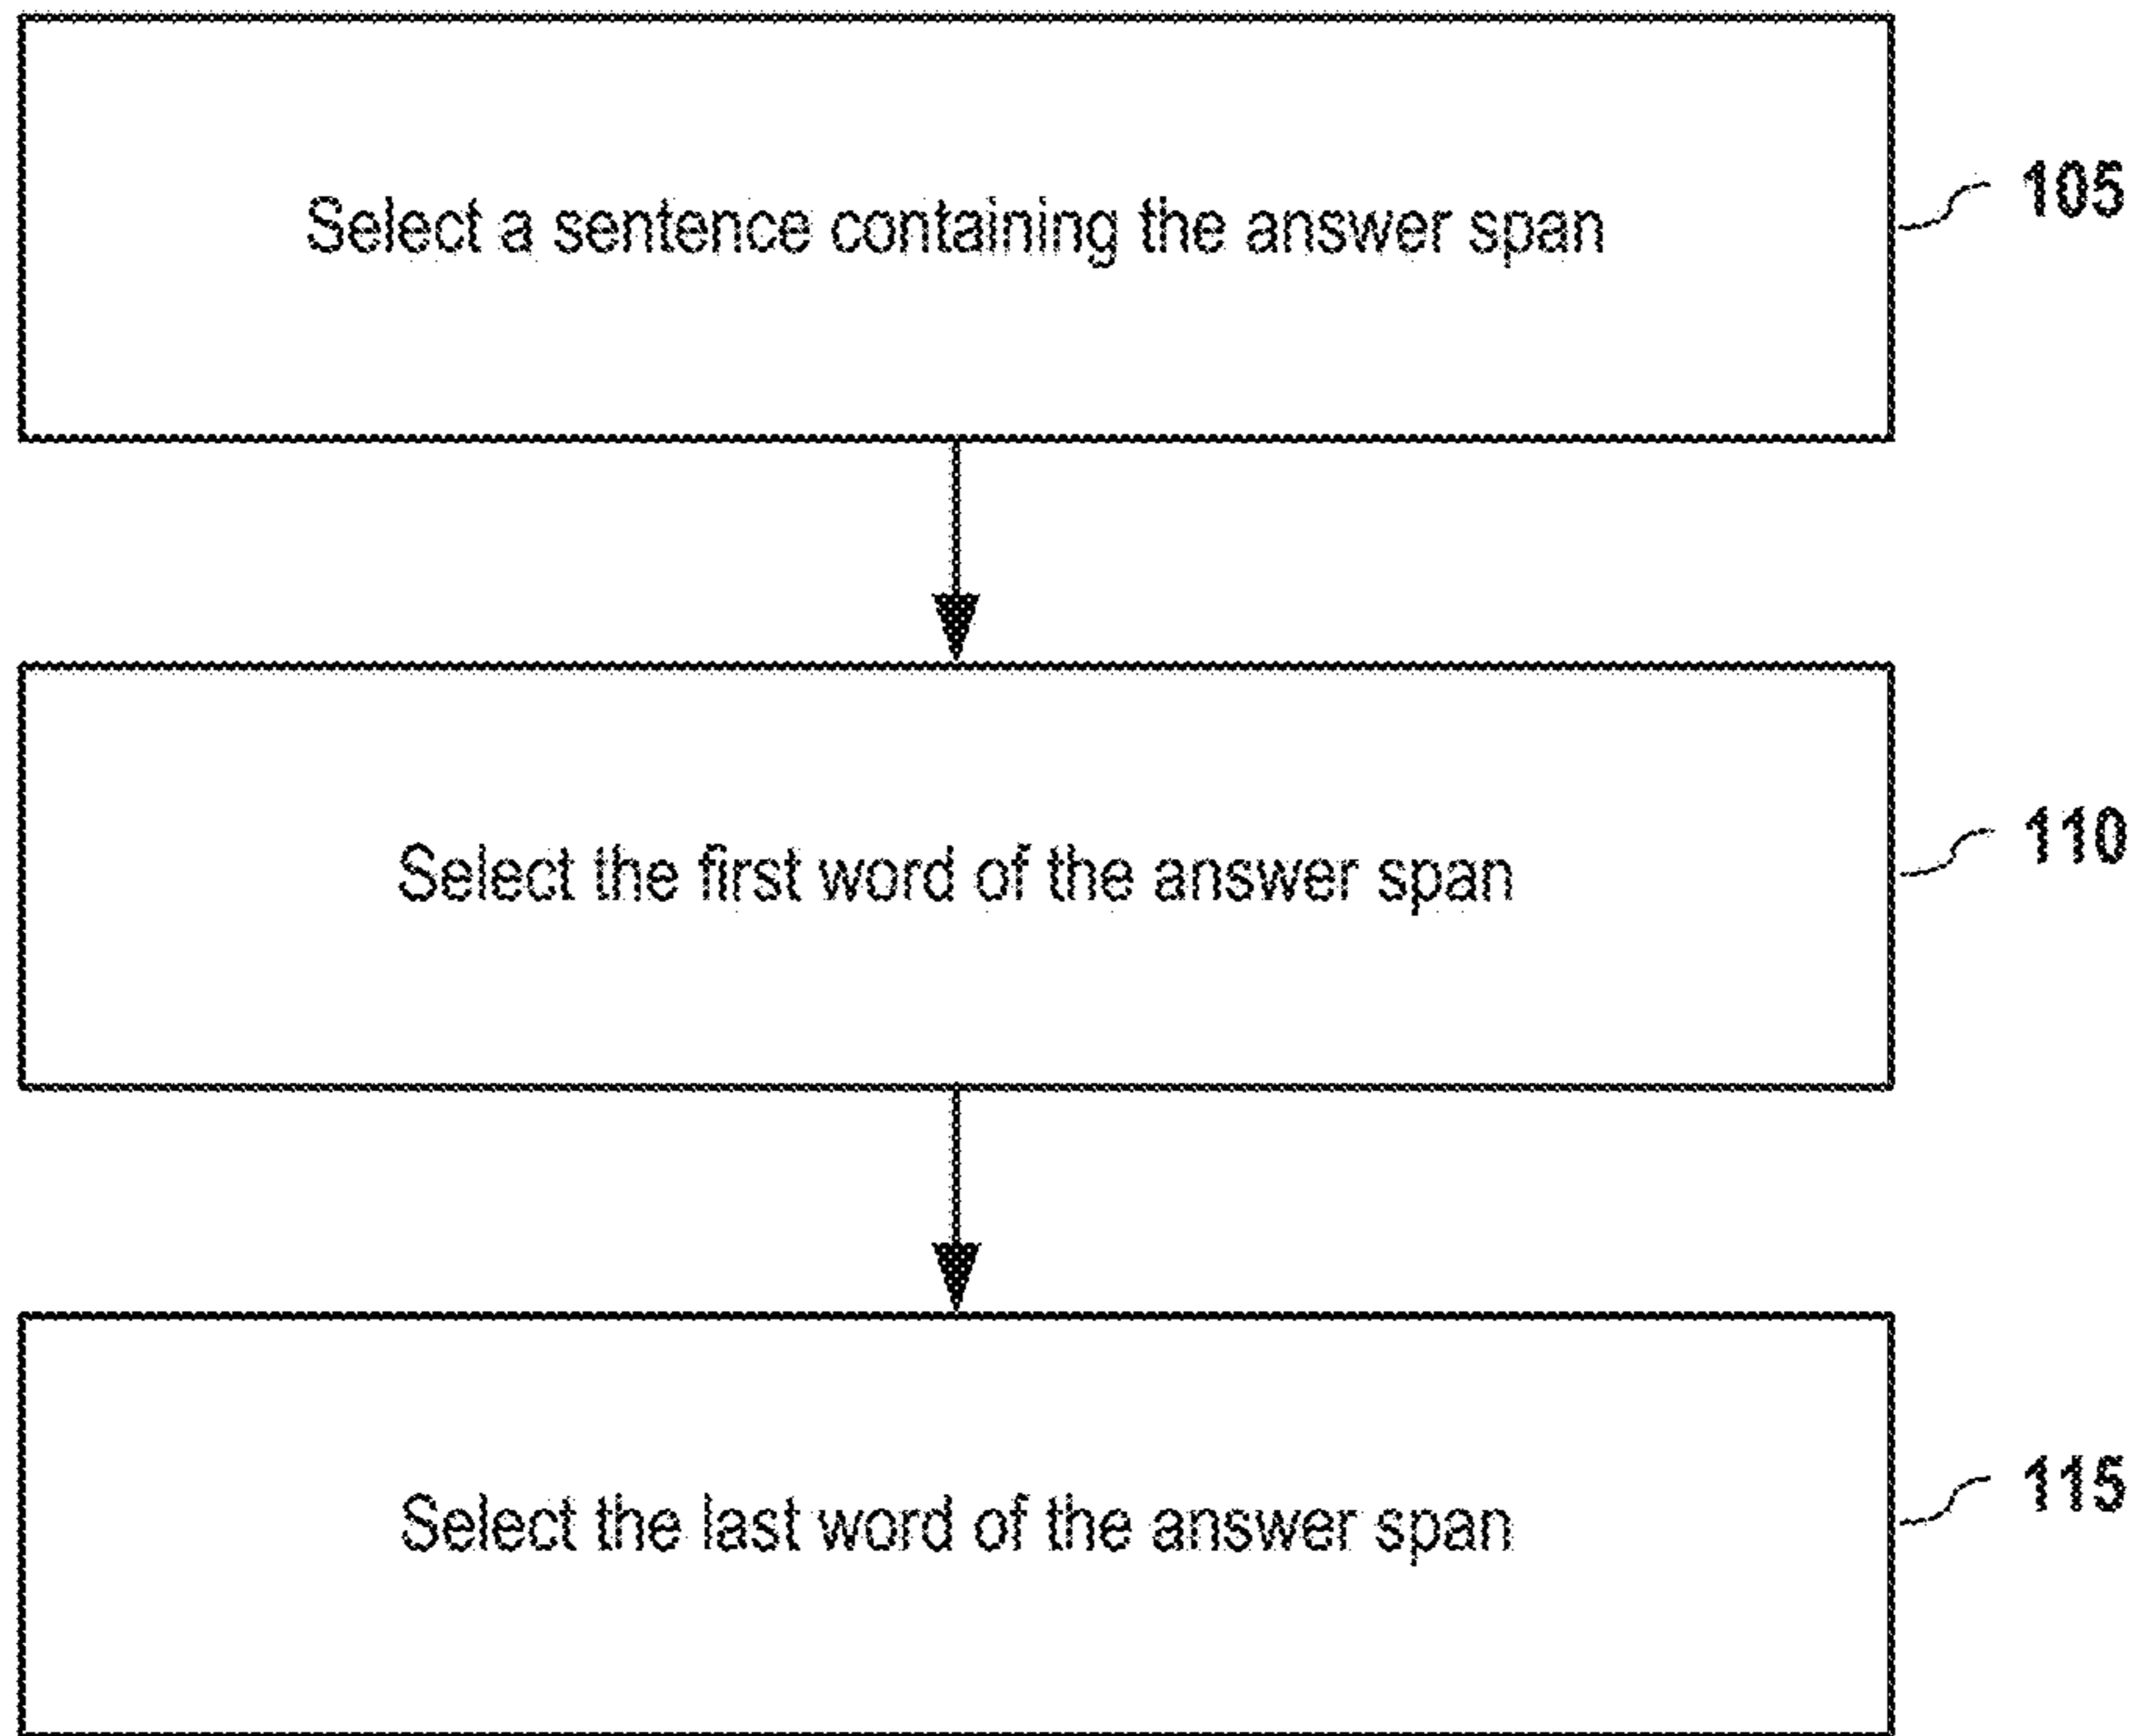 Select a sentence containing the answer span
105
Select the first word of the answer span
110
Select the last word of the answer span
115